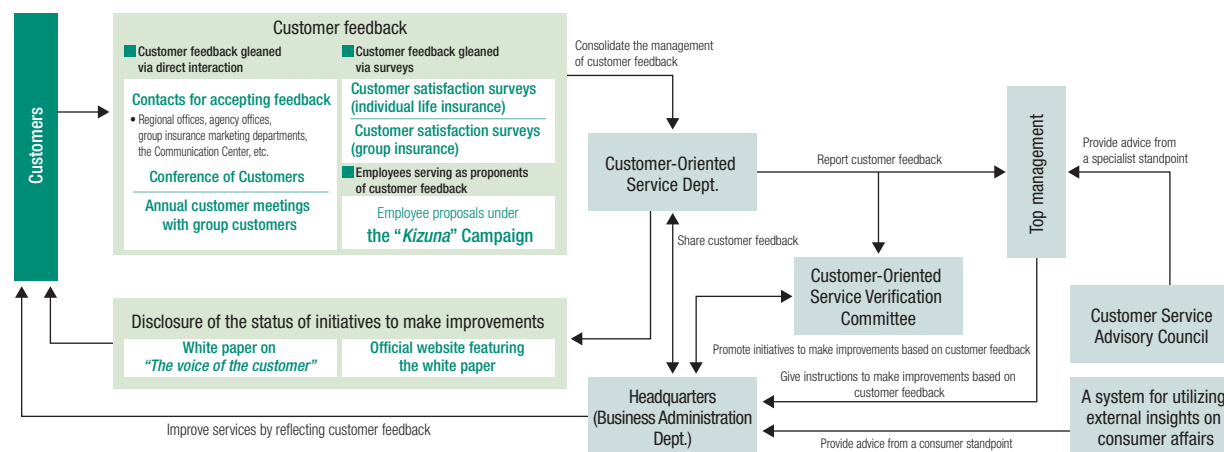 Customers
Customer feedback
Customer feedback gleaned
via direct interaction
Contacts for accepting feedback
• Regional offices, agency offices,
group insurance marketing departments,
the Communication Center, etc.
Conference of Customers
Annual customer meetings
with group customers
Customer feedback gleaned
via surveys
Customer satisfaction surveys
(individual life insurance)
Customer satisfaction surveys
(group insurance)
Employees serving as proponents
of customer feedback
Employee proposals under
the “Kizuna” Campaign
Consolidate the management
of customer feedback
Customer-Oriented
Service Dept.
Report customer feedback
Top management
Provide advice from
a specialist standpoint
Share customer feedback
Customer-Oriented
Service Verification
Committee
Customer Service
Advisory Council
Disclosure of the status of initiatives to make improvements
White paper on
“The voice of the customer”
Official website featuring
the white paper
Promote initiatives to make improvements based on customer feedback
Give instructions to make improvements based on
customer feedback
Headquarters
(Business Administration
Dept.)
A system for utilizing
external insights on
consumer affairs
Improve services by reflecting customer feedback
Provide advice from a consumer standpoint